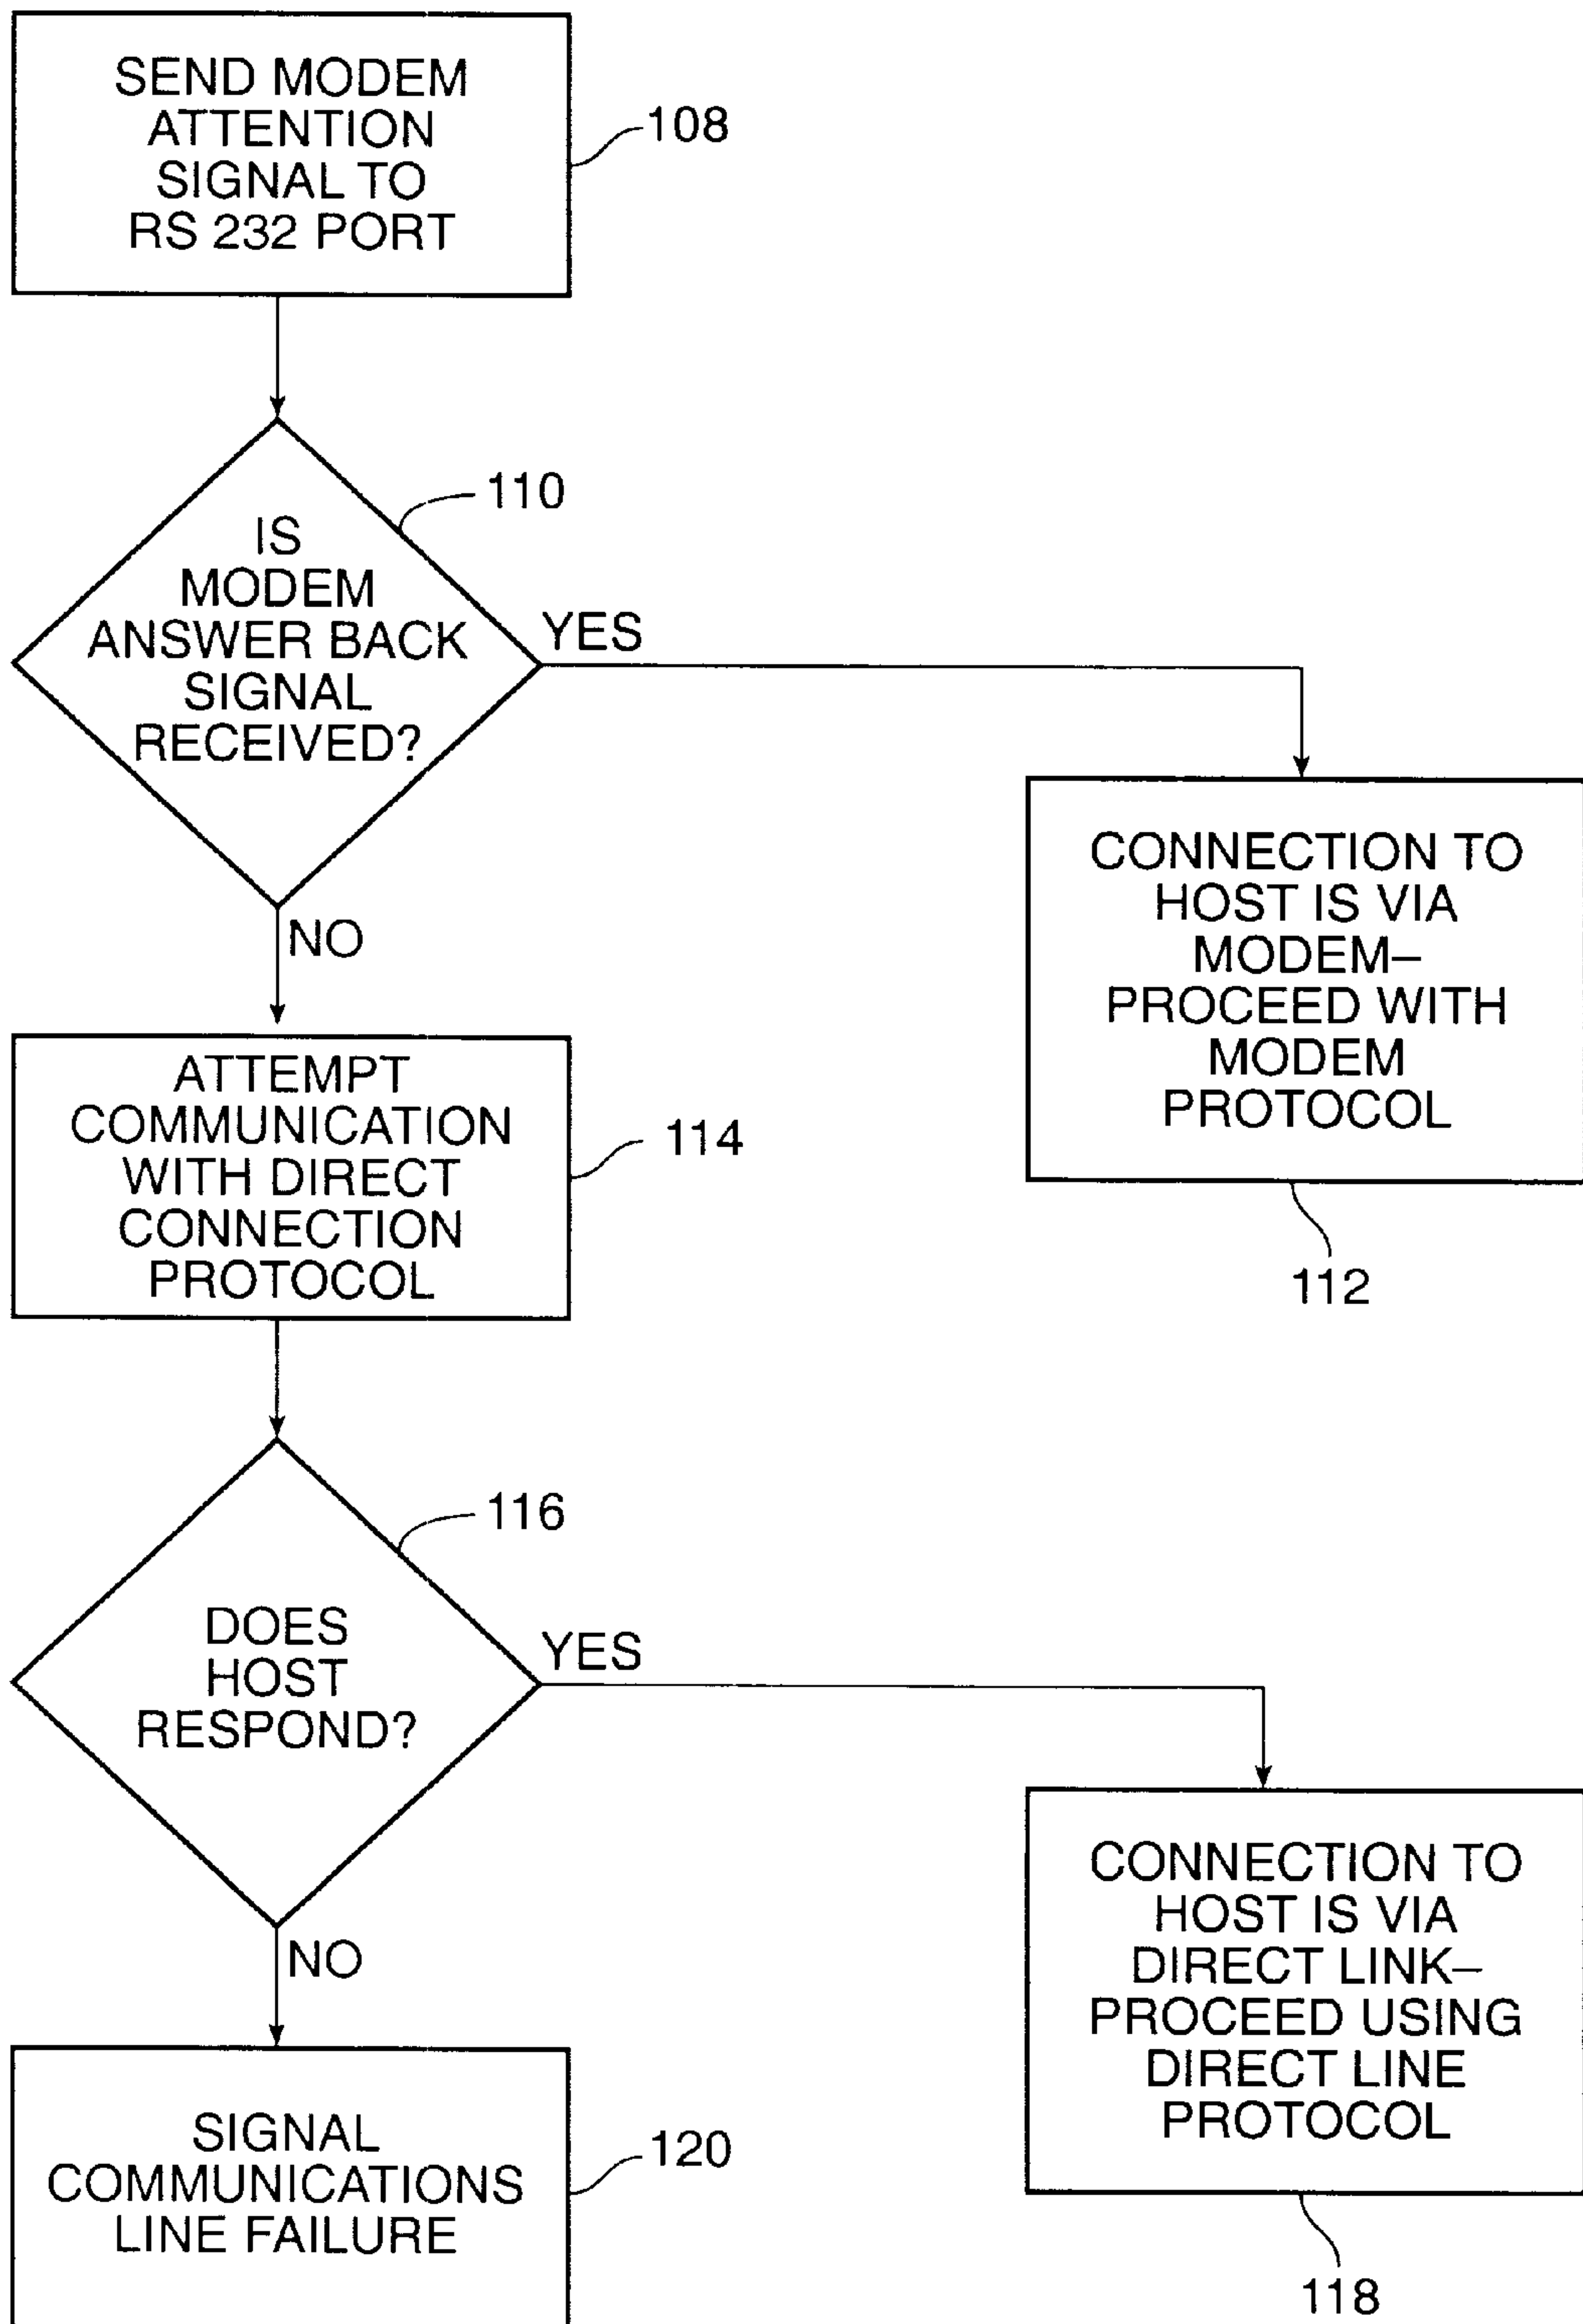 SEND MODEM
ATTENTION
SIGNAL TO
RS 232 PORT
108
IS
MODEM
ANSWER BACK
SIGNAL
RECEIVED?
110
YES
NO
CONNECTION TO
HOST IS VIA
MODEM–
PROCEED WITH
MODEM
PROTOCOL
112
ATTEMPT
COMMUNICATION
WITH DIRECT
CONNECTION
PROTOCOL
114
DOES
HOST
RESPOND?
116
YES
NO
CONNECTION TO
HOST IS VIA
DIRECT LINK–
PROCEED USING
DIRECT LINE
PROTOCOL
118
SIGNAL
COMMUNICATIONS
LINE FAILURE
120